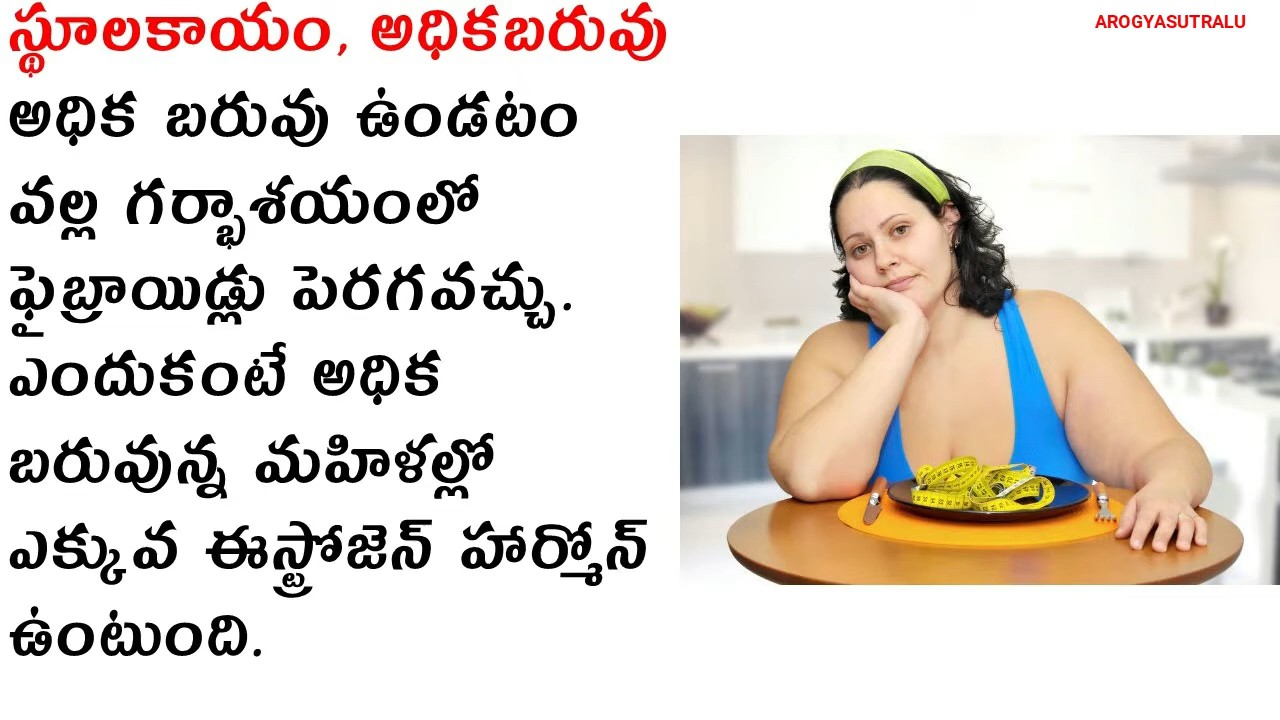 స్థూలకాయం, అధికబరువు
AROGYASUTRALU
అధిక బరువు ఉండటం
వల్ల గర్భాశయంలో
ఫైబ్రాయిడ్లు పెరగవచ్చు.
ఎందుకంటే అధిక
బరువున్న మహిళల్లో
ఎక్కువ ఈస్ట్రోజెన్ హార్మోన్
ఉంటుంది.